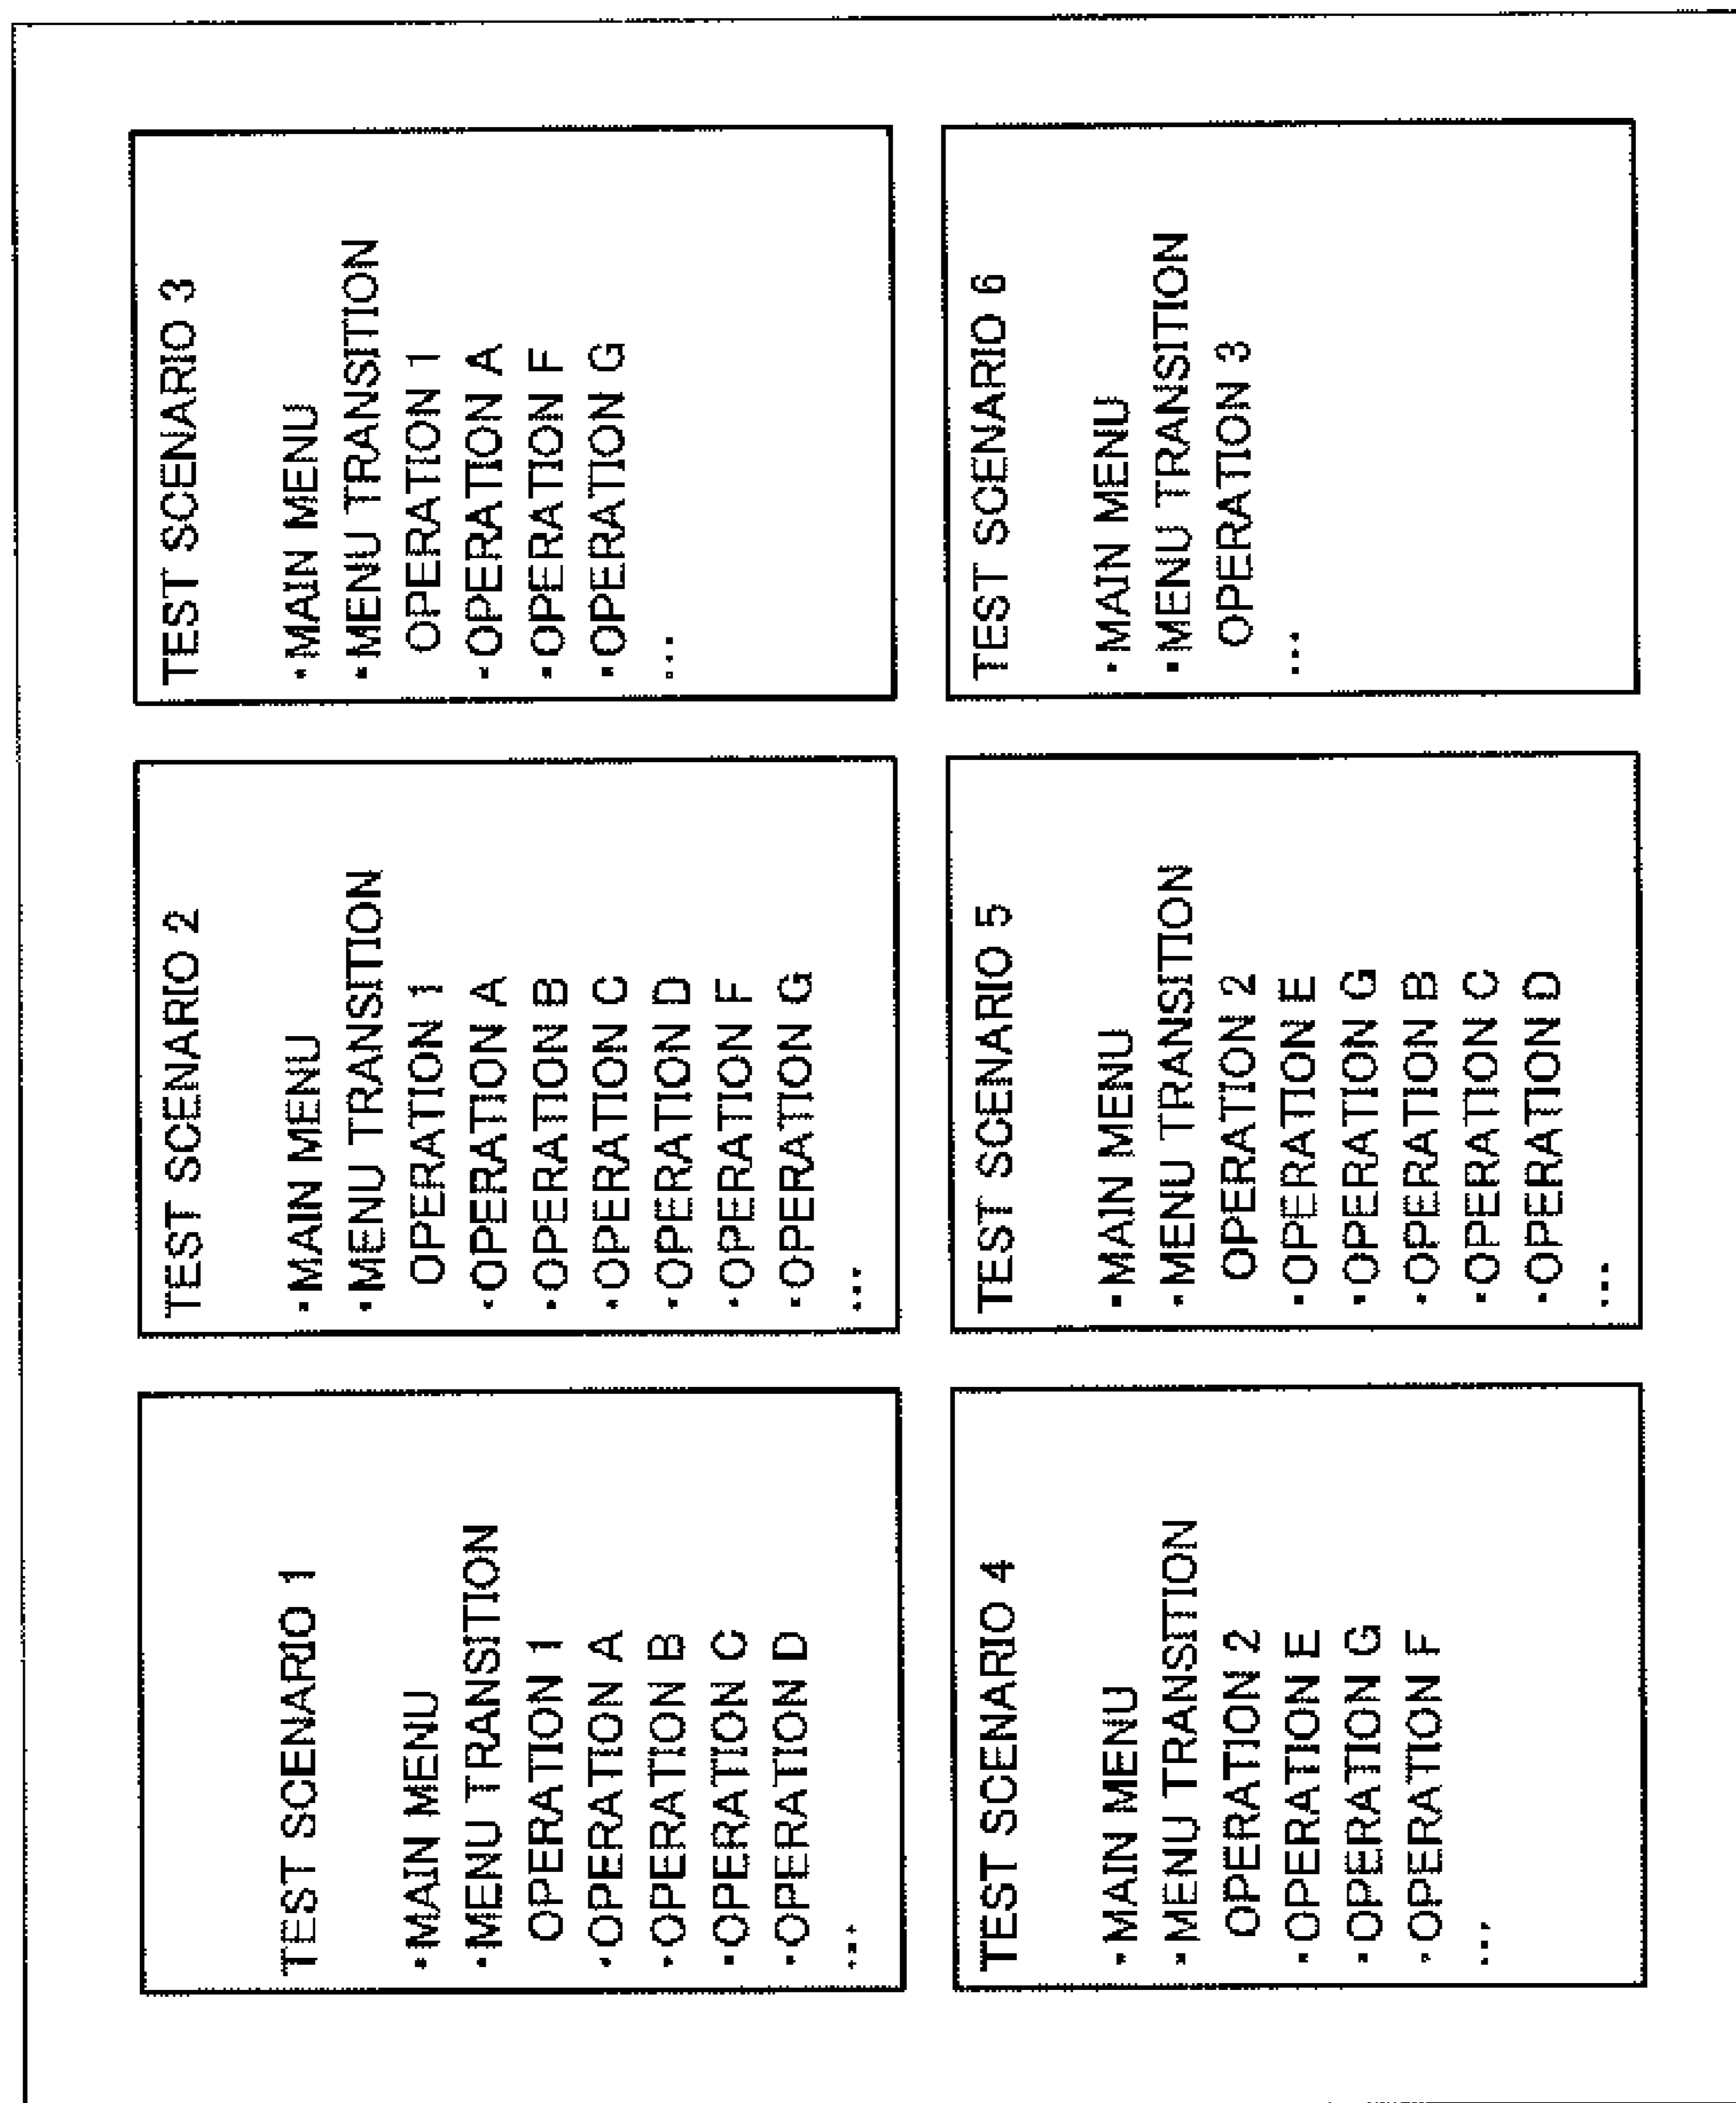 TEST SCENARIO 1
・MAIN MENU
・MENU TRANSITION
OPERATION 1
・OPERATION A
・OPERATION B
・OPERATION C
・OPERATION D
...
TEST SCENARIO 2
・MAIN MENU
・MENU TRANSITION
OPERATION 1
・OPERATION A
・OPERATION B
・OPERATION C
・OPERATION D
・OPERATION F
・OPERATION G
...
TEST SCENARIO 3
・MAIN MENU
・MENU TRANSITION
OPERATION 1
・OPERATION A
・OPERATION F
・OPERATION G
...
TEST SCENARIO 4
・MAIN MENU
・MENU TRANSITION
OPERATION 2
・OPERATION E
・OPERATION G
・OPERATION F
...
TEST SCENARIO 5
・MAIN MENU
・MENU TRANSITION
OPERATION 2
・OPERATION E
・OPERATION G
・OPERATION B
・OPERATION C
・OPERATION D
...
TEST SCENARIO 6
・MAIN MENU
・MENU TRANSITION
OPERATION 3
...